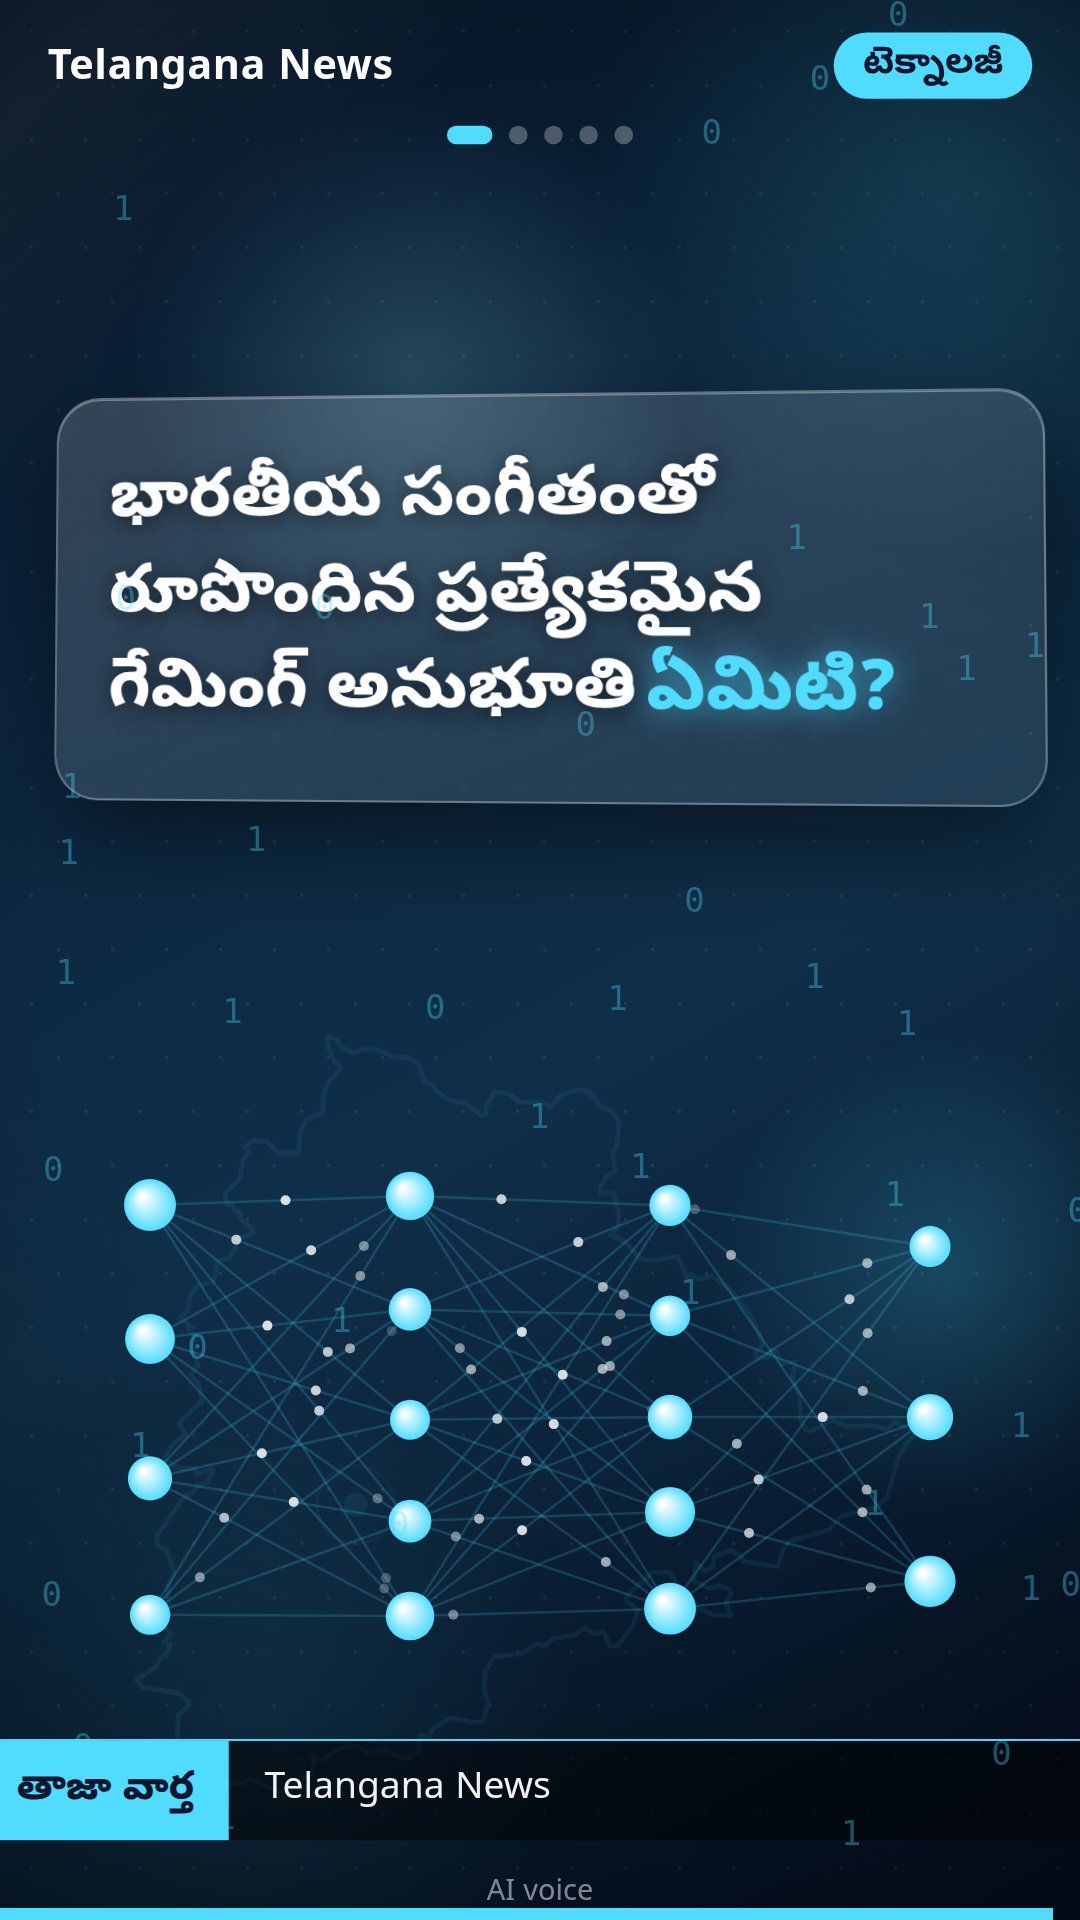 Telangana News
టెక్నాలజీ
భారతీయ సంగీతంతో
రూపొందిన ప్రత్యేకమైన
గేమింగ్ అనుభూతి ఏమిటి?
తాజా వార్త
Telangana News
AI voice